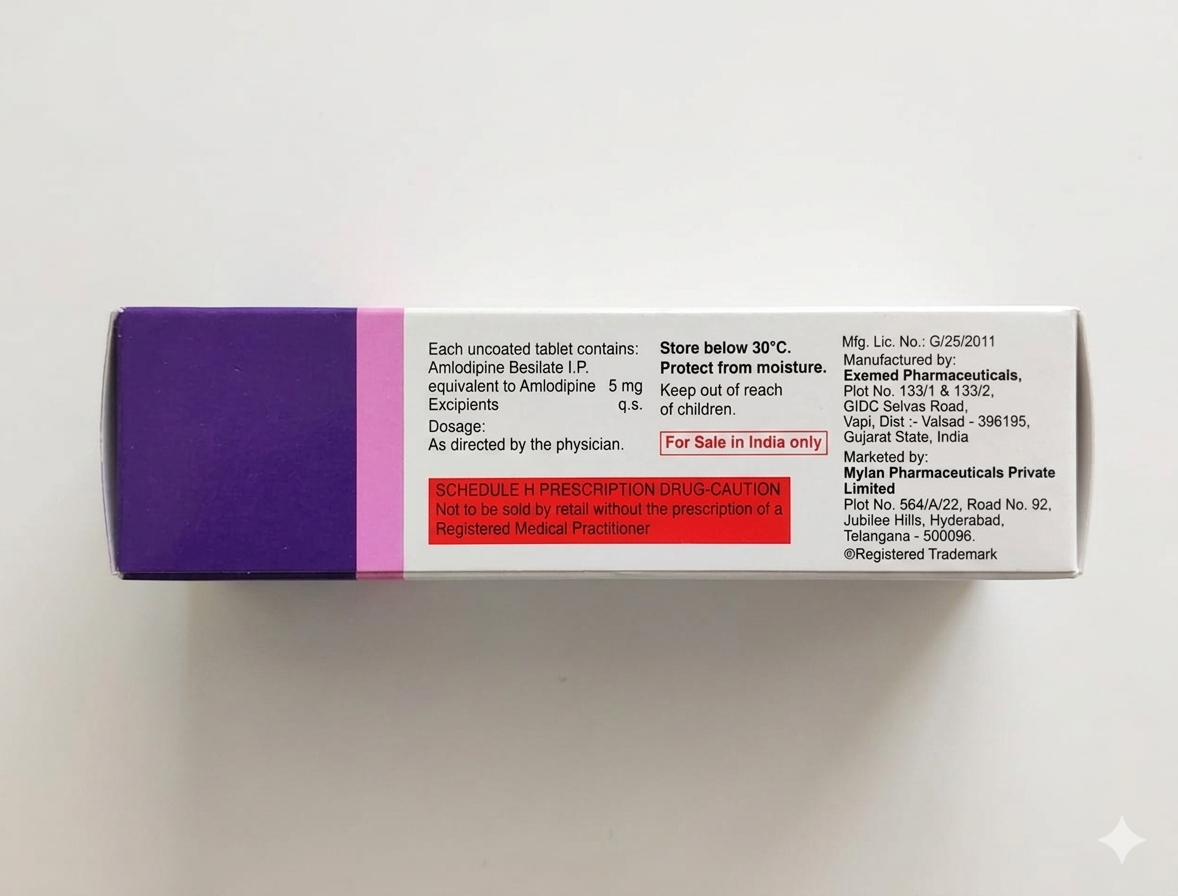 Each uncoated tablet contains:
Amlodipine Besilate I.P.
equivalent to Amlodipine 5 mg
Excipients q.s.
Dosage:
As directed by the physician.
SCHEDULE H PRESCRIPTION DRUG-CAUTION
Not to be sold by retail without the prescription of a
Registered Medical Practitioner
Store below 30°C.
Protect from moisture.
Keep out of reach
of children.
For Sale in India only
Mfg. Lic. No.: G/25/2011
Manufactured by:
Exemed Pharmaceuticals,
Plot No. 133/1 & 133/2,
GIDC Selvas Road,
Vapi, Dist :- Valsad - 396195,
Gujarat State, India
Marketed by:
Mylan Pharmaceuticals Private
Limited
Plot No. 564/A/22, Road No. 92,
Jubilee Hills, Hyderabad,
Telangana - 500096.
®Registered Trademark